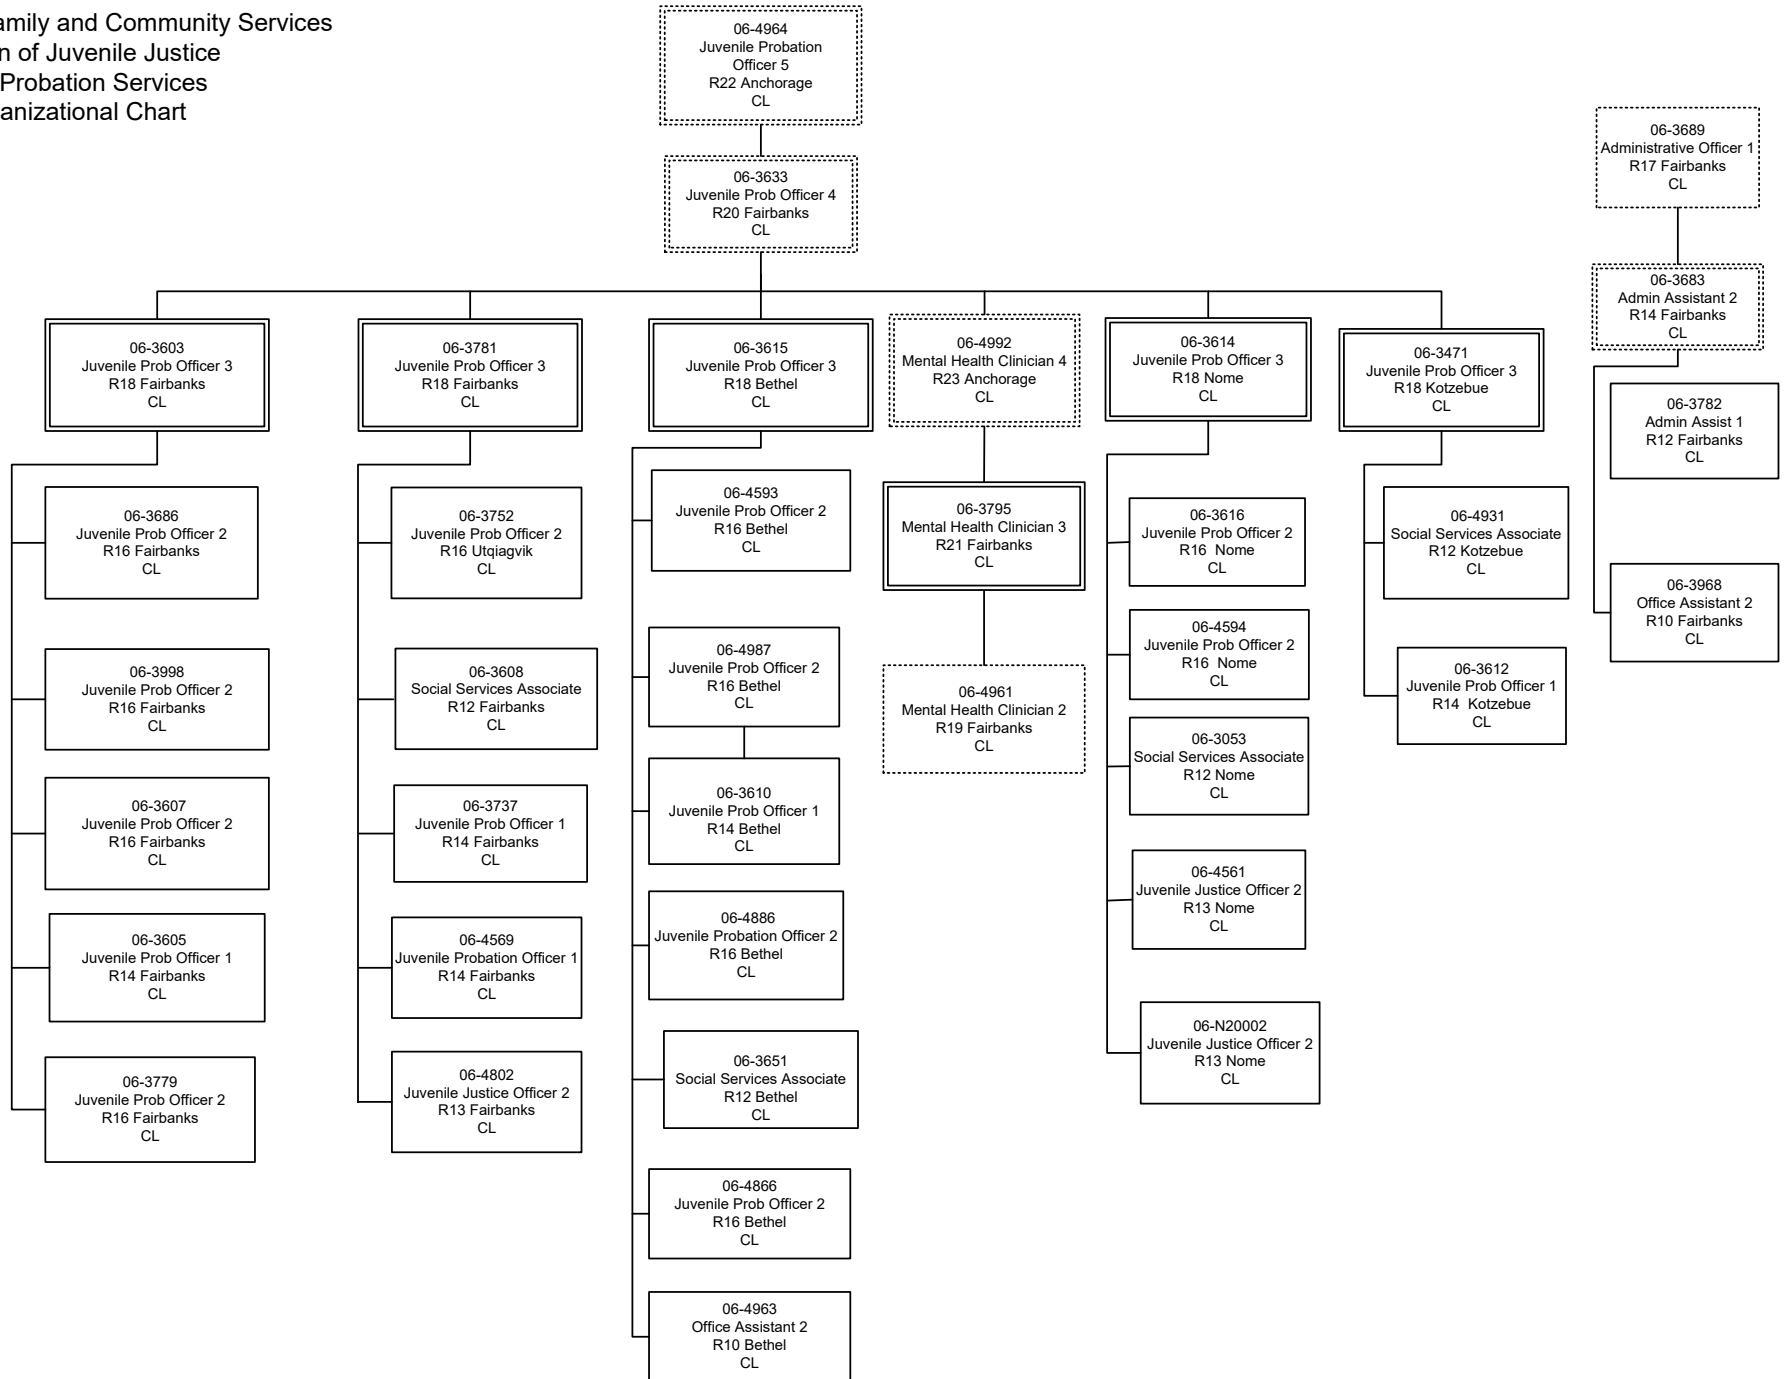 amily and Community Services
n of Juvenile Justice
Probation Services
anizational Chart
06-4964
Juvenile Probation
Officer 5
R22 Anchorage
CL
06-3633
Juvenile Prob Officer 4
R20 Fairbanks
CL
06-3689
Administrative Officer 1
R17 Fairbanks
CL
06-3683
Admin Assistant 2
R14 Fairbanks
CL
06-3782
Admin Assist 1
R12 Fairbanks
CL
06-3968
Office Assistant 2
R10 Fairbanks
CL
06-3603
Juvenile Prob Officer 3
R18 Fairbanks
CL
06-3686
Juvenile Prob Officer 2
R16 Fairbanks
CL
06-3998
Juvenile Prob Officer 2
R16 Fairbanks
CL
06-3607
Juvenile Prob Officer 2
R16 Fairbanks
CL
06-3605
Juvenile Prob Officer 1
R14 Fairbanks
CL
06-3779
Juvenile Prob Officer 2
R16 Fairbanks
CL
06-3781
Juvenile Prob Officer 3
R18 Fairbanks
CL
06-3752
Juvenile Prob Officer 2
R16 Utqiagvik
CL
06-3608
Social Services Associate
R12 Fairbanks
CL
06-3737
Juvenile Prob Officer 1
R14 Fairbanks
CL
06-4569
Juvenile Probation Officer 1
R14 Fairbanks
CL
06-4802
Juvenile Justice Officer 2
R13 Fairbanks
CL
06-3615
Juvenile Prob Officer 3
R18 Bethel
CL
06-4593
Juvenile Prob Officer 2
R16 Bethel
CL
06-4987
Juvenile Prob Officer 2
R16 Bethel
CL
06-3610
Juvenile Prob Officer 1
R14 Bethel
CL
06-4886
Juvenile Probation Officer 2
R16 Bethel
CL
06-3651
Social Services Associate
R12 Bethel
CL
06-4866
Juvenile Prob Officer 2
R16 Bethel
CL
06-4963
Office Assistant 2
R10 Bethel
CL
06-4992
Mental Health Clinician 4
R23 Anchorage
CL
06-3795
Mental Health Clinician 3
R21 Fairbanks
CL
06-4961
Mental Health Clinician 2
R19 Fairbanks
CL
06-3614
Juvenile Prob Officer 3
R18 Nome
CL
06-3616
Juvenile Prob Officer 2
R16 Nome
CL
06-4594
Juvenile Prob Officer 2
R16 Nome
CL
06-3053
Social Services Associate
R12 Nome
CL
06-4561
Juvenile Justice Officer 2
R13 Nome
CL
06-N20002
Juvenile Justice Officer 2
R13 Nome
CL
06-3471
Juvenile Prob Officer 3
R18 Kotzebue
CL
06-4931
Social Services Associate
R12 Kotzebue
CL
06-3612
Juvenile Prob Officer 1
R14 Kotzebue
CL